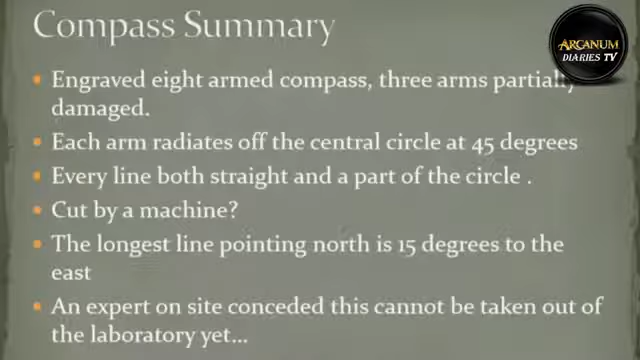 Compass Summary
ARCANUM
DIARIES TV
Engraved eight armed compass, three arms partially
damaged.
Each arm radiates off the central circle at 45 degrees
Every line both straight and a part of the circle .
Cut by a machine?
The longest line pointing north is 15 degrees to the
east
An expert on site conceded this cannot be taken out of
the laboratory yet...